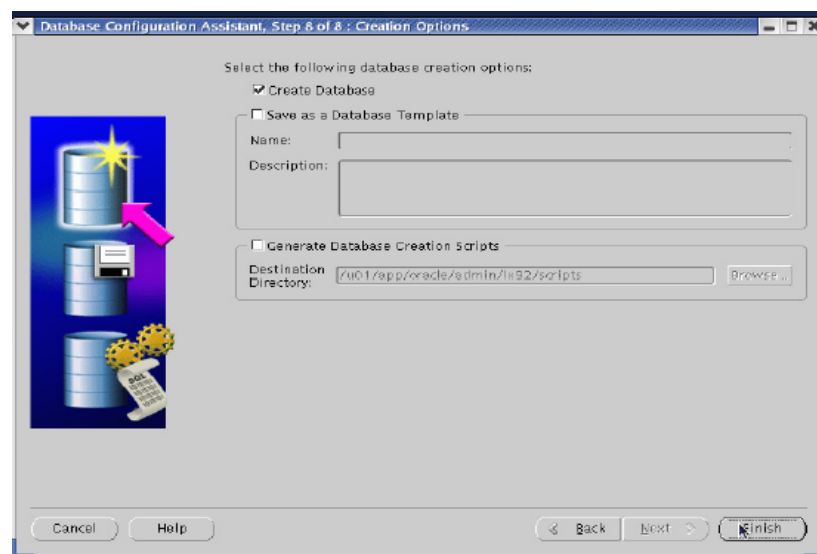 Database Configuration Assistant, Step 8 of 8 : Creation Options
Select the following database creation options:
Create Database
Save as a Database Template
Name:
Description:
Generate Database Creation Scripts
Destination
Directory:
/u01/app/oracle/admin/lx92/scripts
Browse...
SQL
Cancel
Help
Back
Next
Finish